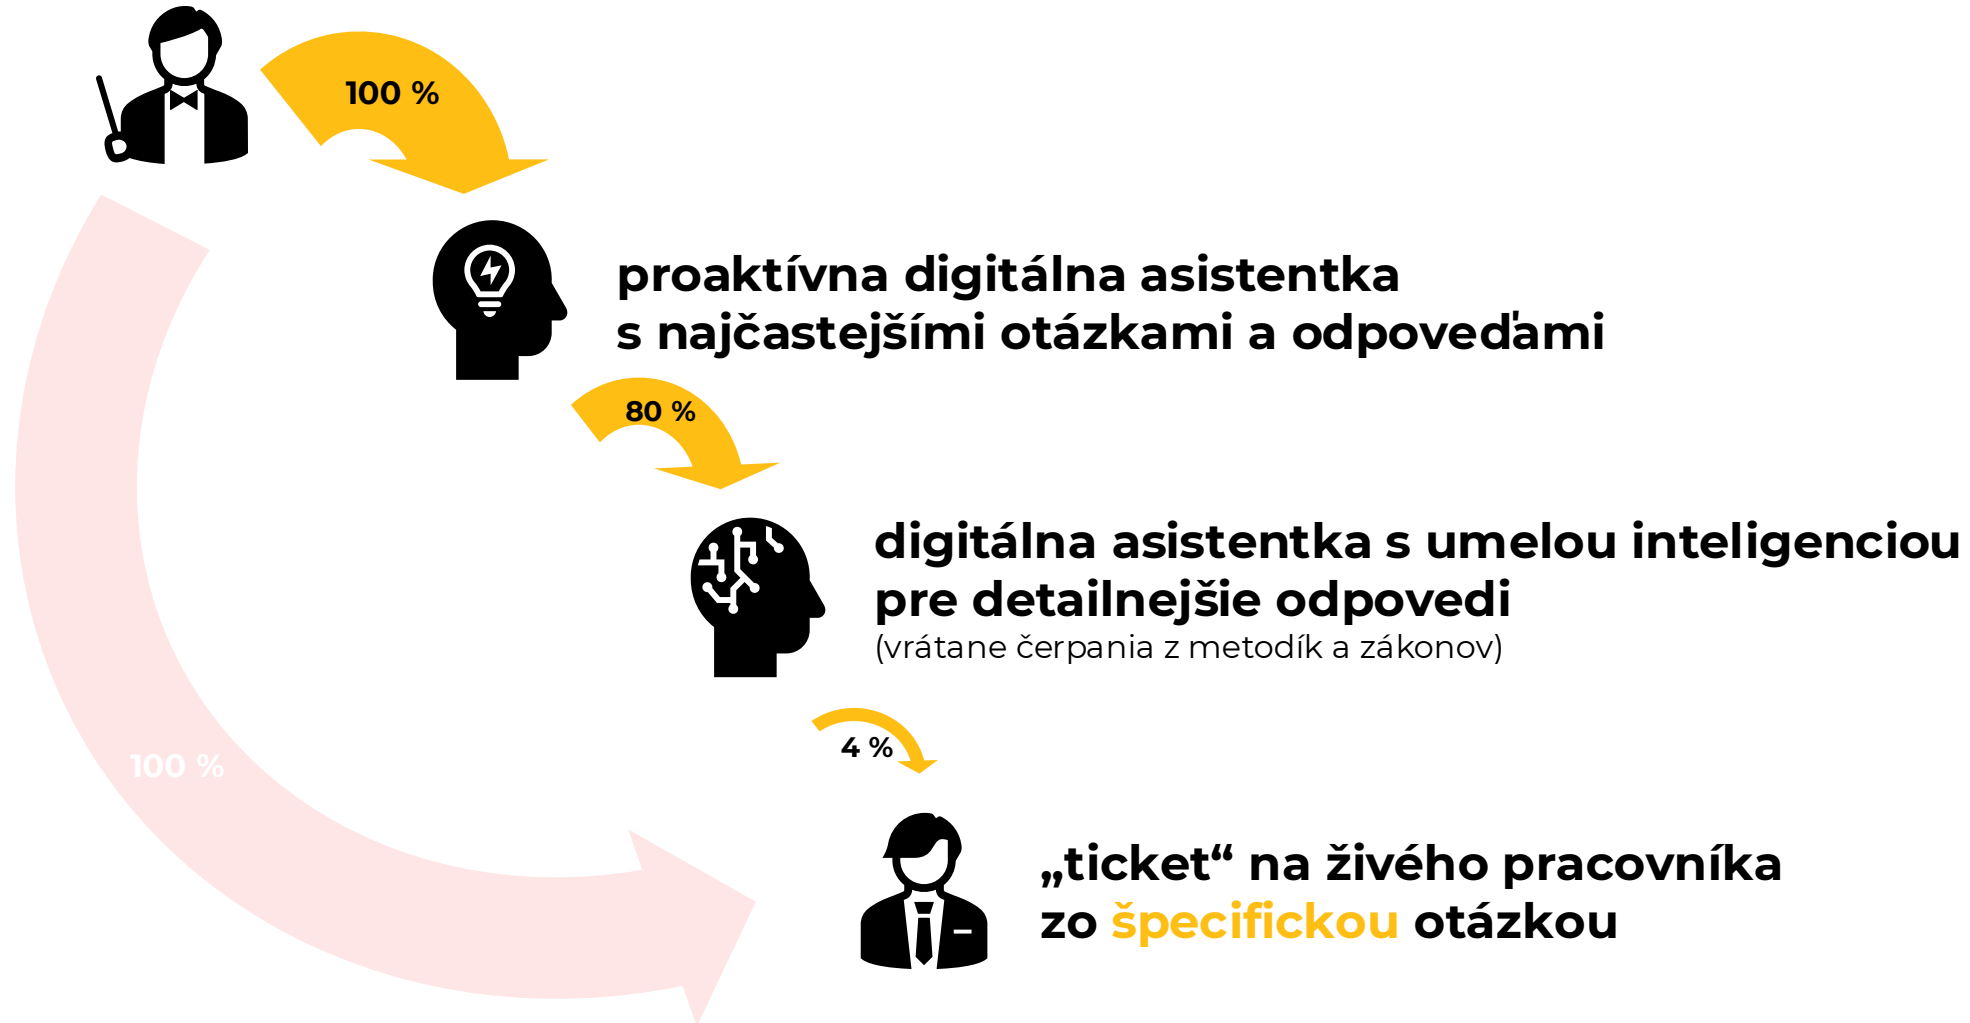 100 %
proaktívna digitálna asistentka
s najčastejšími otázkami a odpoveďami
80 %
digitálna asistentka s umelou inteligenciou
pre detailnejšie odpovedi
(vrátane čerpania z metodík a zákonov)
4 %
100 %
„ticket“ na živého pracovníka
zo špecifickou otázkou